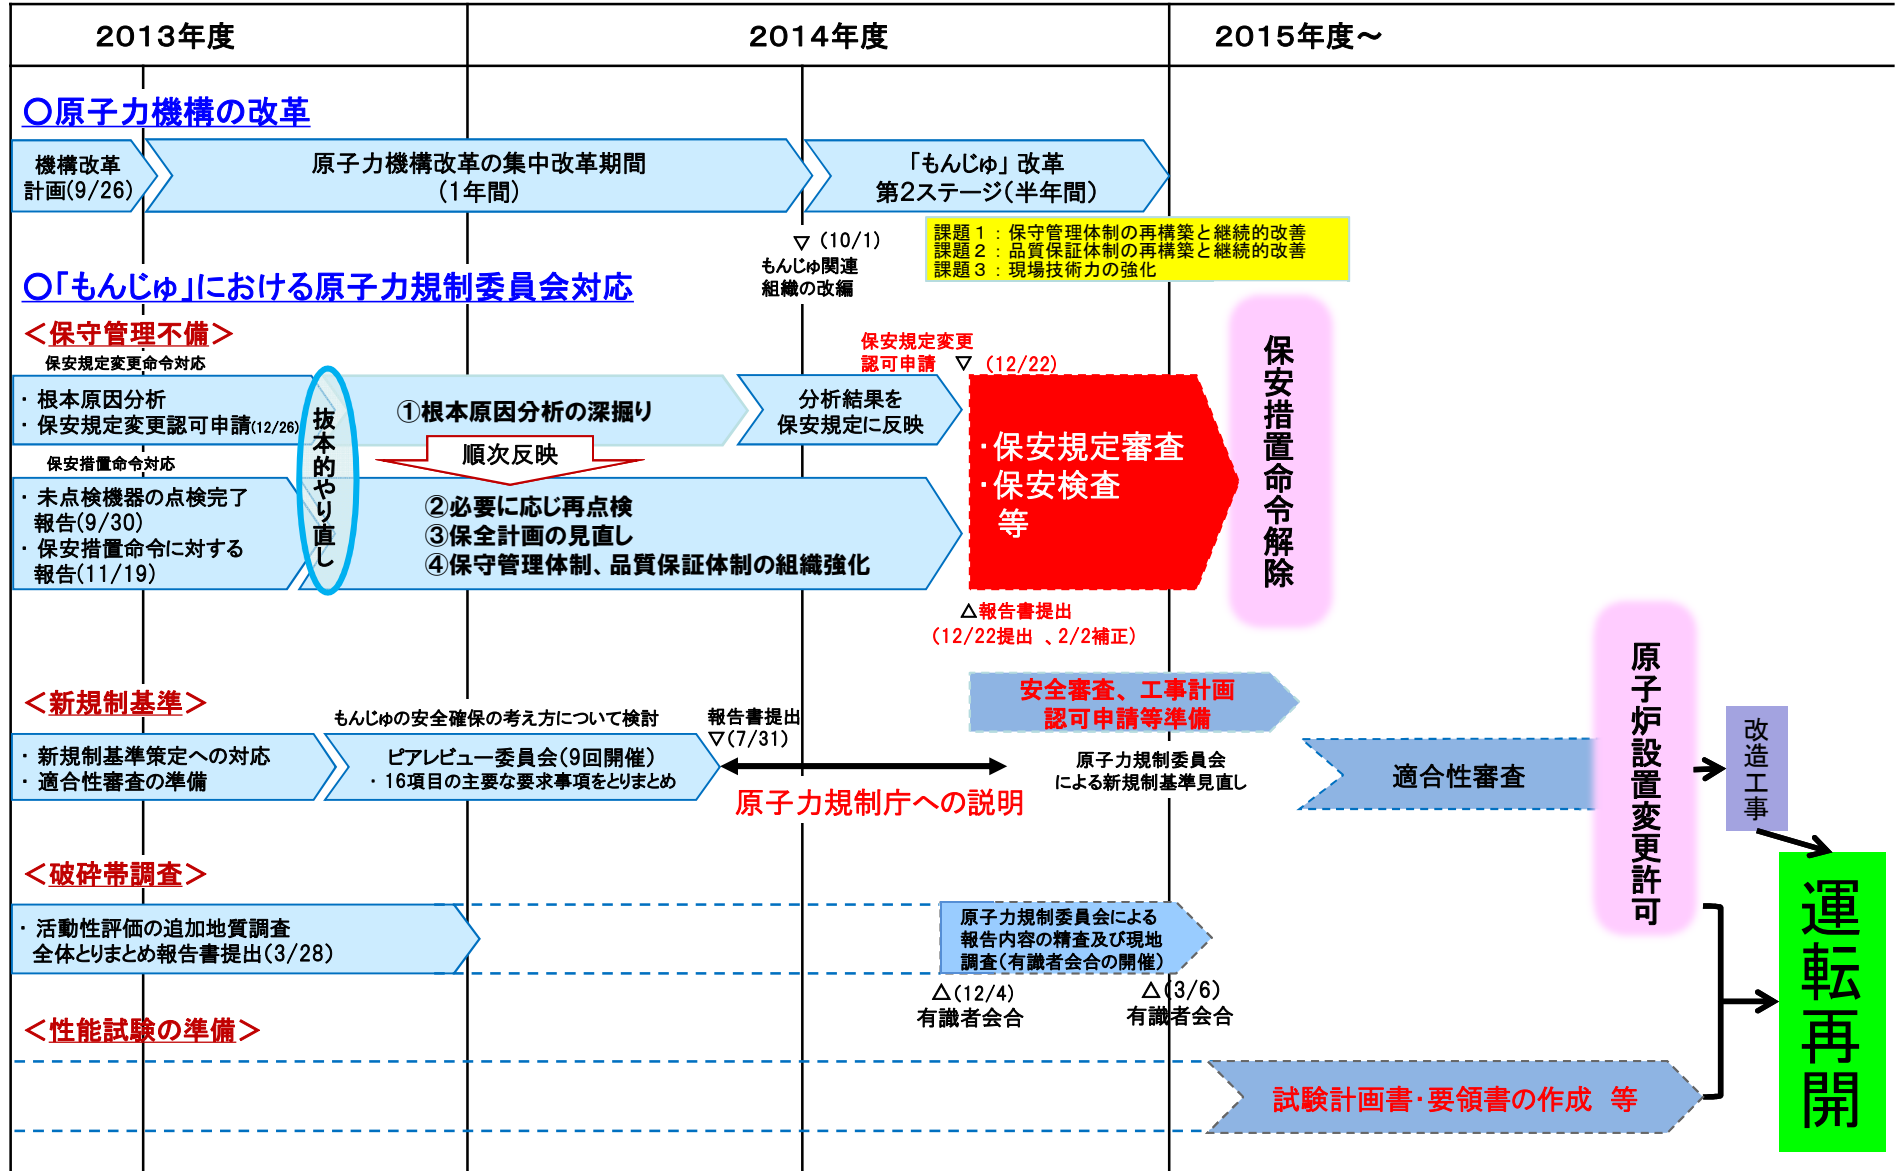 2013年度
2014年度
2015年度～
〇原子力機構の改革
機構改革
計画(9/26)
原子力機構改革の集中改革期間
(1年間)
「もんじゅ」改革
第2ステージ(半年間)
課題１：保守管理体制の再構築と継続的改善
課題２：品質保証体制の再構築と継続的改善
課題３：現場技術力の強化
▽ (10/1)
もんじゅ関連
組織の改編
〇「もんじゅ」における原子力規制委員会対応
＜保守管理不備＞
保安規定変更命令対応
・根本原因分析
・保安規定変更認可申請(12/26)
抜本的やり直し
①根本原因分析の深掘り
順次反映
分析結果を
保安規定に反映
保安規定変更
認可申請 ▽ (12/22)
保安措置命令対応
・未点検機器の点検完了
報告(9/30)
・保安措置命令に対する
報告(11/19)
②必要に応じ再点検
③保全計画の見直し
④保守管理体制、品質保証体制の組織強化
・保安規定審査
・保安検査
等
△報告書提出
(12/22提出 、2/2補正)
保安措置命令解除
＜新規制基準＞
・新規制基準策定への対応
・適合性審査の準備
もんじゅの安全確保の考え方について検討
ピアレビュー委員会(9回開催)
・16項目の主要な要求事項をとりまとめ
報告書提出
▽(7/31)
原子力規制庁への説明
安全審査、工事計画
認可申請等準備
原子力規制委員会
による新規制基準見直し
適合性審査
原子炉設置変更許可
改造工事
＜破砕帯調査＞
・活動性評価の追加地質調査
全体とりまとめ報告書提出(3/28)
原子力規制委員会による
報告内容の精査及び現地
調査(有識者会合の開催)
△(12/4)
有識者会合
△(3/6)
有識者会合
運転再開
＜性能試験の準備＞
試験計画書・要領書の作成　等